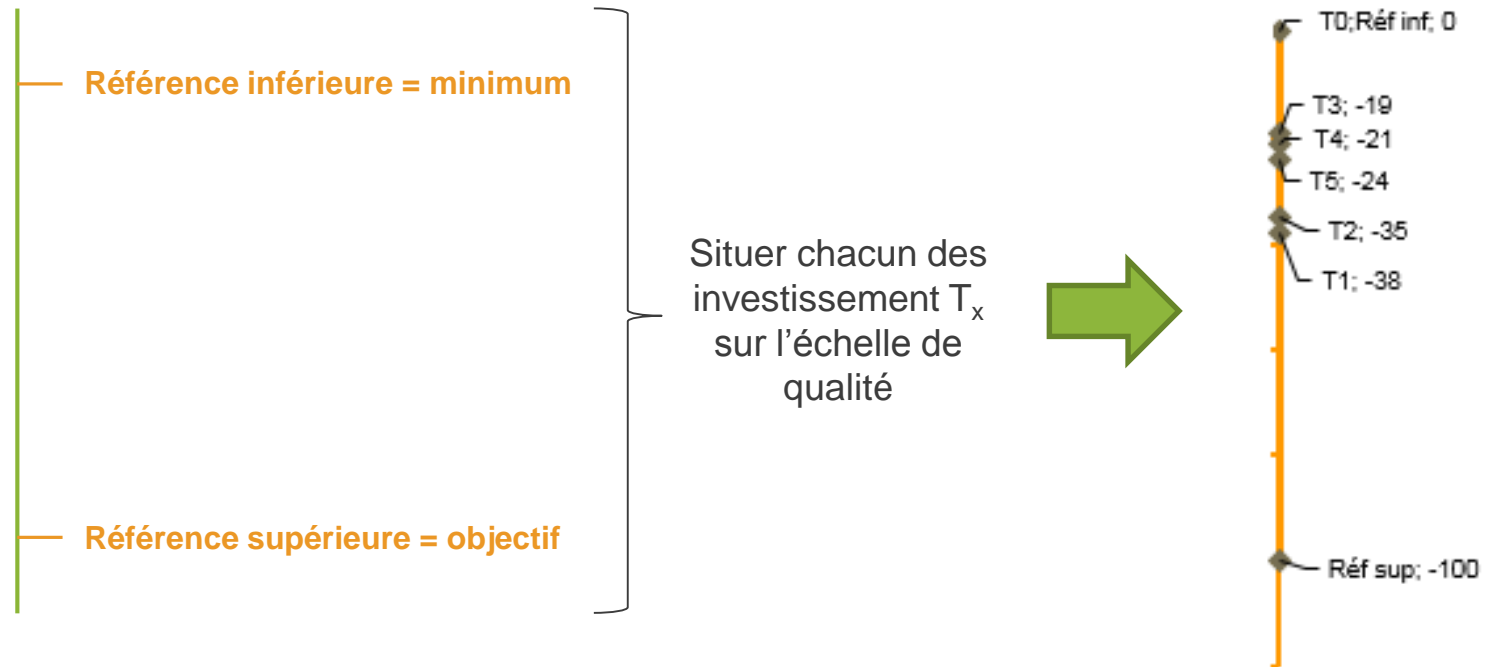 Référence inférieure = minimum
Référence supérieure = objectif
Situer chacun des
investissement Tx
sur l’échelle de
qualité
T0;Réf inf; 0
T3; -19
T4; -21
T5; -24
T2; -35
T1; -38
Réf sup; -100